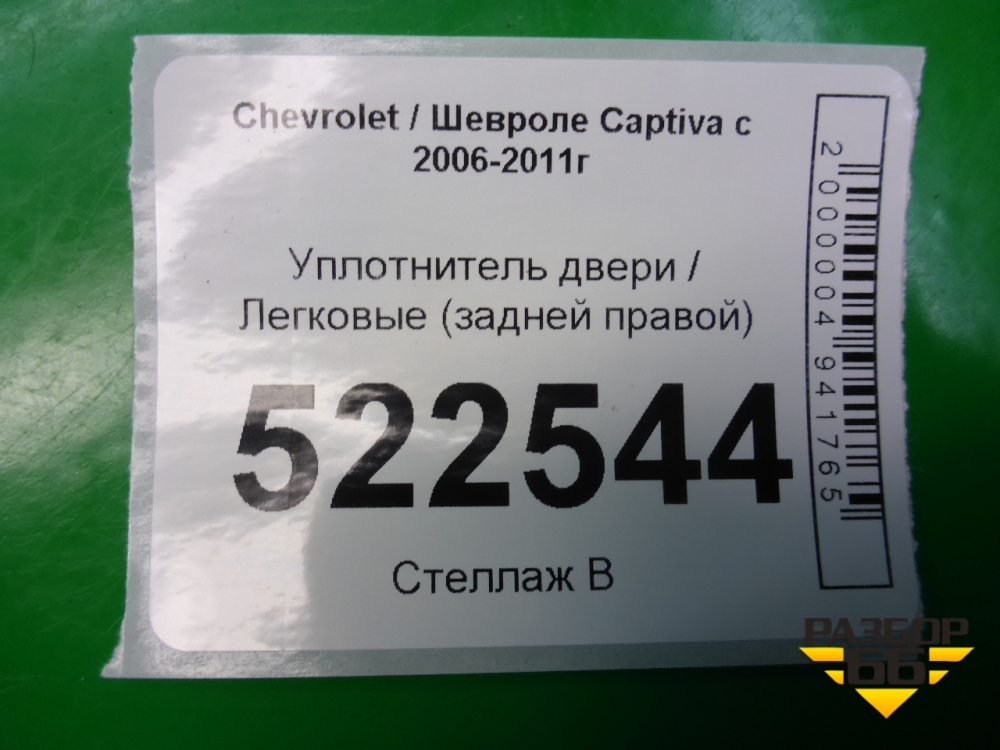 Chevrolet / Шевроле Captiva с
2006-2011г
Уплотнитель двери /
Легковые (задней правой)
522544
Стеллаж В
2000004941765
РАЗБОР
66